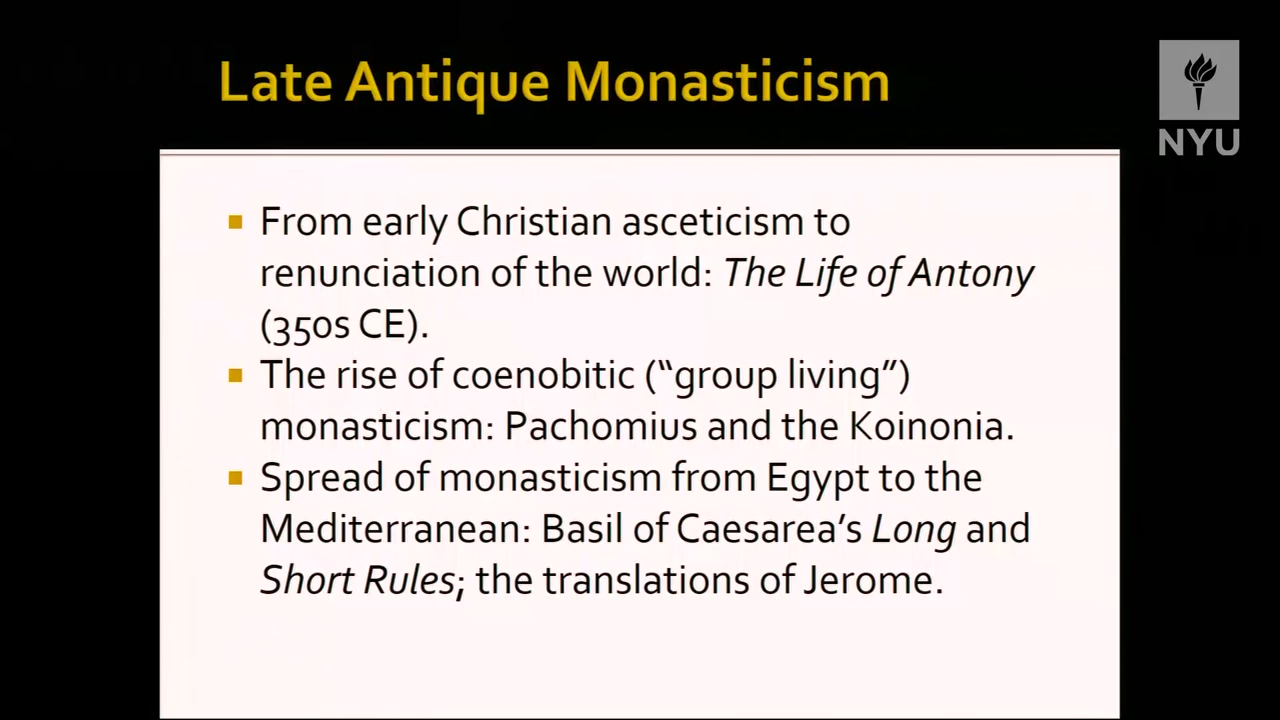 Late Antique Monasticism
NYU
From early Christian asceticism to
renunciation of the world: The Life of Antony
(350s CE).
The rise of coenobitic (“group living”)
monasticism: Pachomius and the Koinonia.
Spread of monasticism from Egypt to the
Mediterranean: Basil of Caesarea’s Long and
Short Rules; the translations of Jerome.